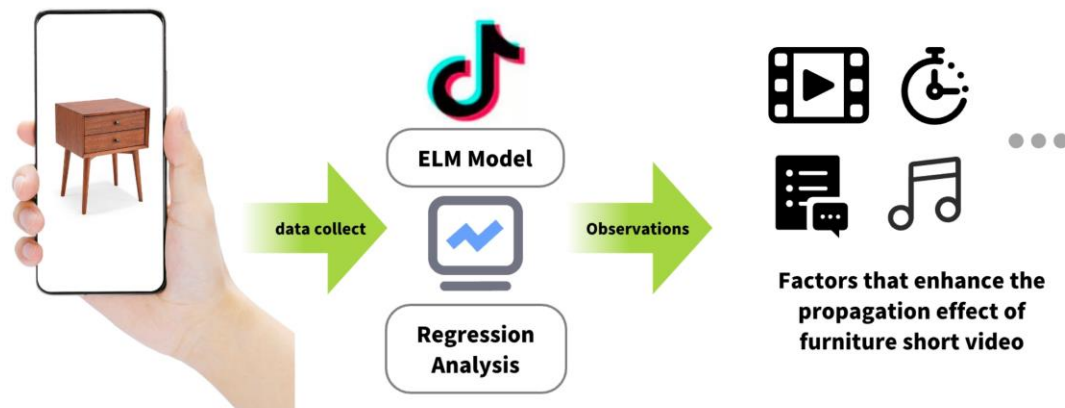 data collect
ELM Model
Regression
Analysis
Observations
Factors that enhance the
propagation effect of
furniture short video